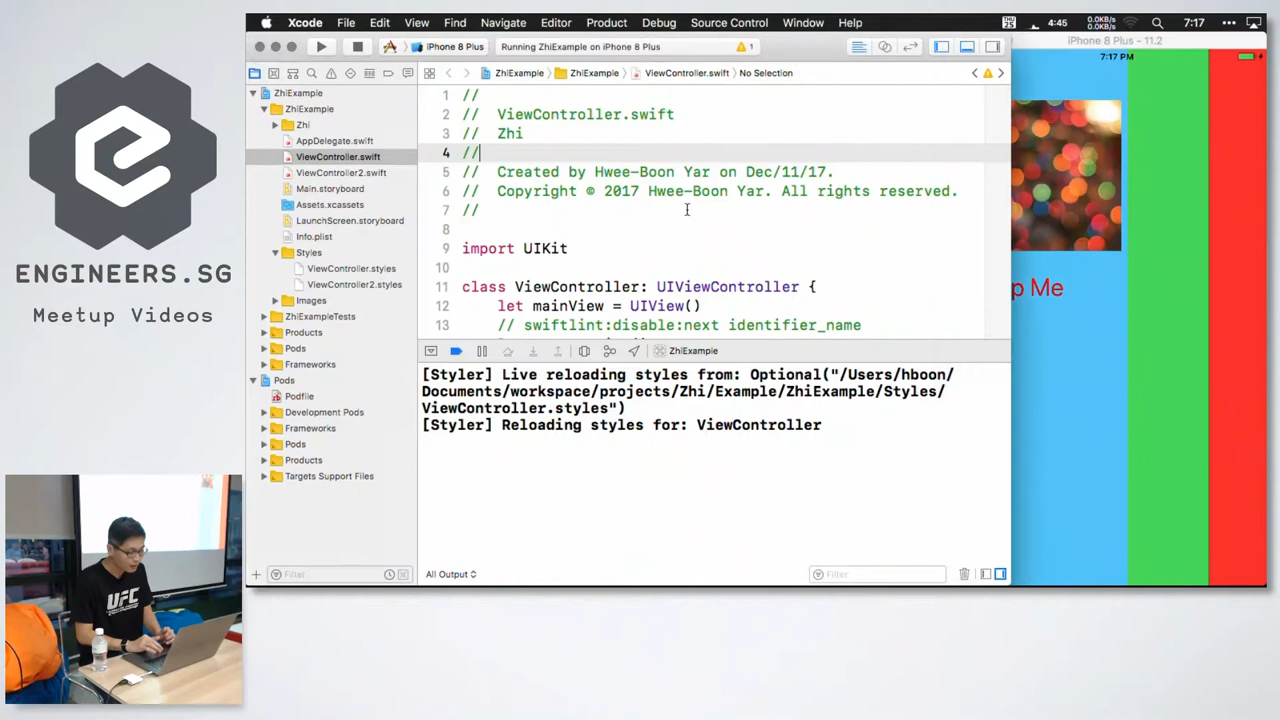 ENGINEERS.SG
Meetup Videos
UFC
Xcode File Edit View Find Navigate Editor Product Debug Source Control Window Help
THU 25 4:45 0.0KB/s 0.0KB/s 7:17
iPhone 8 Plus
Running ZhiExample on iPhone 8 Plus
1
ZhiExample ZhiExample ViewController.swift No Selection
ZhiExample
ZhiExample
Zhi
AppDelegate.swift
ViewController.swift
ViewController2.swift
Main.storyboard
Assets.xcassets
LaunchScreen.storyboard
Info.plist
Styles
ViewController.styles
ViewController2.styles
Images
ZhiExampleTests
Products
Pods
Frameworks
Pods
Podfile
Development Pods
Frameworks
Pods
Products
Targets Support Files
Filter
1 //
2 // ViewController.swift
3 // Zhi
4 //
5 // Created by Hwee-Boon Yar on Dec/11/17.
6 // Copyright © 2017 Hwee-Boon Yar. All rights reserved.
7 //
8
9 import UIKit
10
11 class ViewController: UIViewController {
12 let mainView = UIView()
13 // swiftlint:disable:next identifier_name
ZhiExample
[Styler] Live reloading styles from: Optional("/Users/hboon/
Documents/workspace/projects/Zhi/Example/ZhiExample/Styles/
ViewController.styles")
[Styler] Reloading styles for: ViewController
All Output
Filter
iPhone 8 Plus - 11.2
7:17 PM
p Me